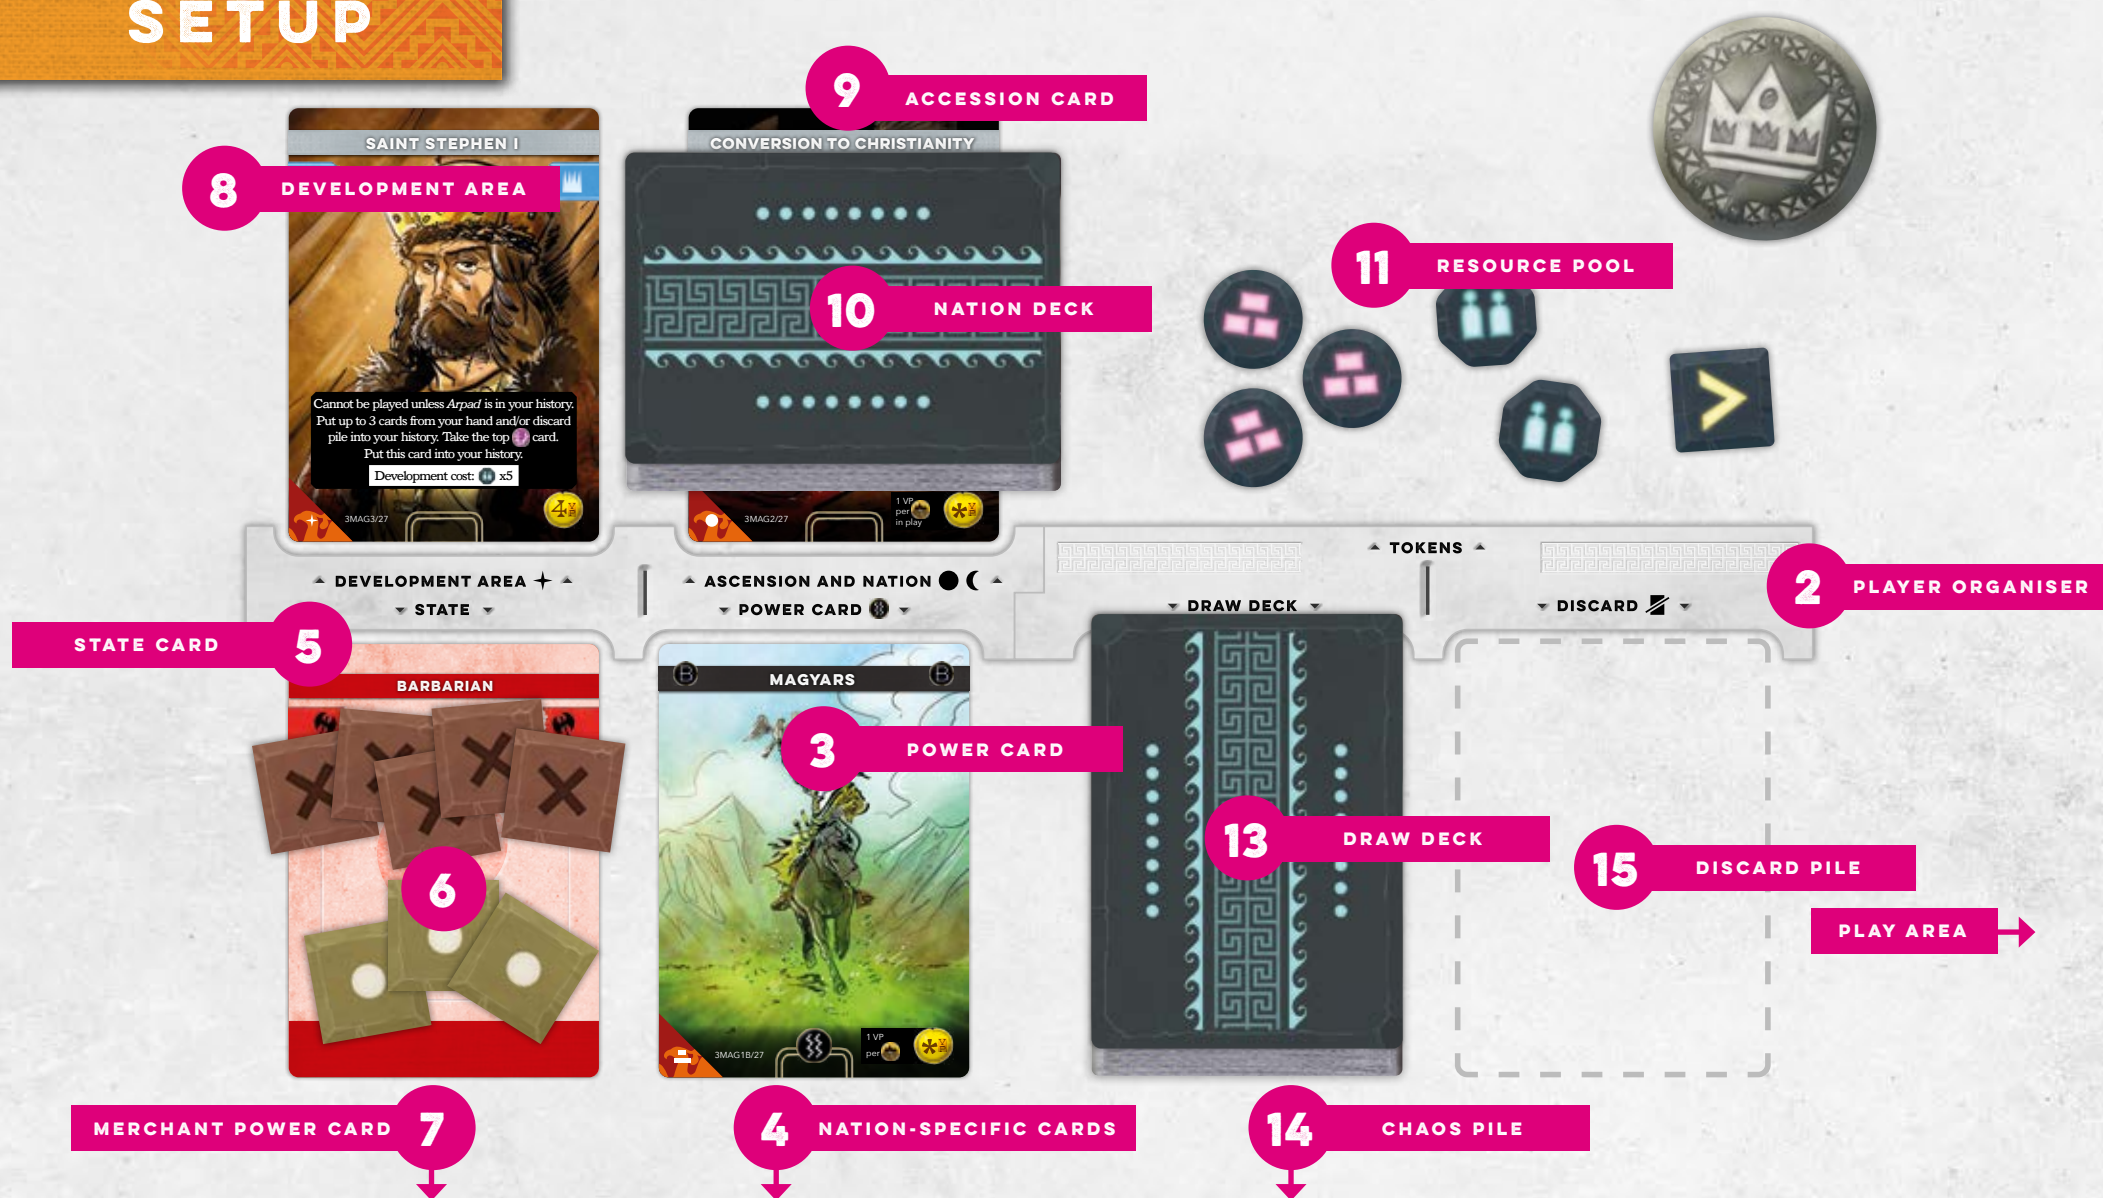 SETUP
9 ACCESSION CARD
SAINT STEPHEN I
CONVERSION TO CHRISTIANITY
8 DEVELOPMENT AREA
11 RESOURCE POOL
10 NATION DECK
Cannot be played unless Arpad is in your history.
Put up to 3 cards from your hand and/or discard
pile into your history. Take the top card.
Put this card into your history.
Development cost: x5
3MAG3/27
4 VP
3MAG2/27
1 VP
per
in play
* VP
TOKENS
DEVELOPMENT AREA
STATE
ASCENSION AND NATION
POWER CARD
DRAW DECK
DISCARD
2 PLAYER ORGANISER
STATE CARD 5
BARBARIAN
B MAGYARS B
3 POWER CARD
13 DRAW DECK
15 DISCARD PILE
6
PLAY AREA
3MAG1B/27
1 VP
per
* VP
MERCHANT POWER CARD 7
4 NATION-SPECIFIC CARDS
14 CHAOS PILE